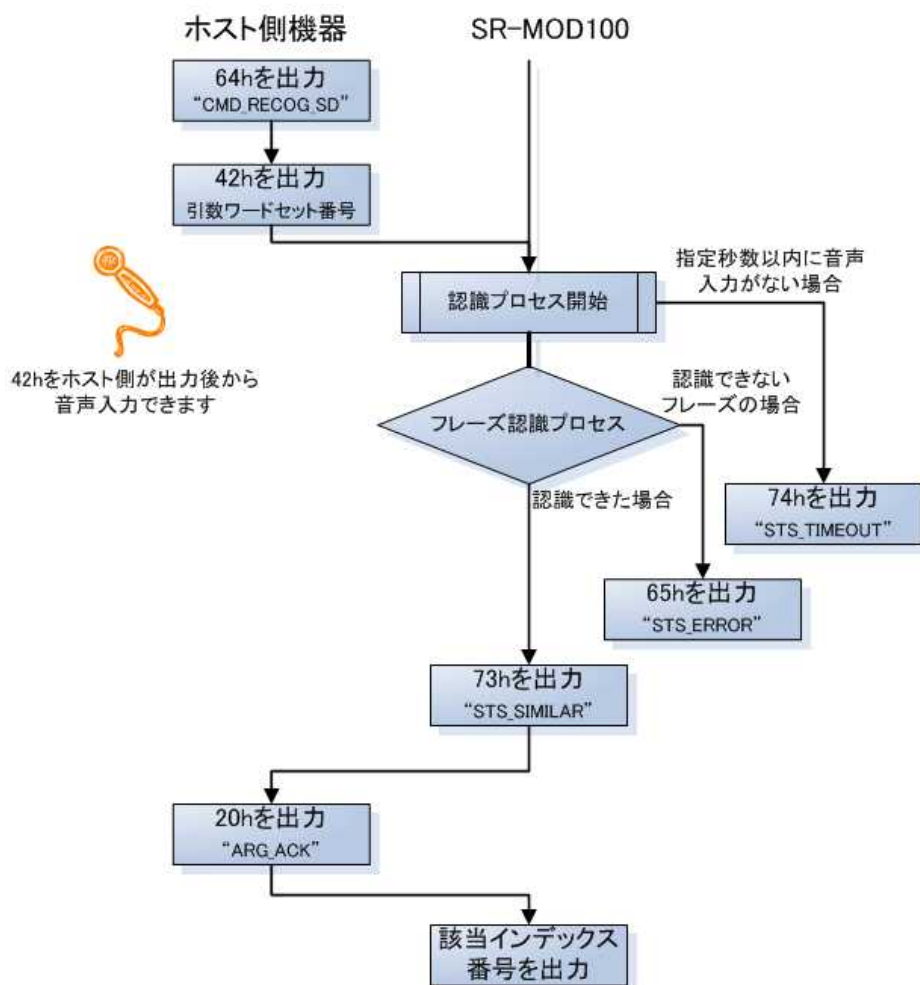 ホスト側機器
SR-MOD100
64hを出力
“CMD_RECOG_SD”
42hを出力
引数ワードセット番号
指定秒数以内に音声
入力がない場合
認識プロセス開始
42hをホスト側が出力後から
音声入力できます
認識できない
フレーズの場合
フレーズ認識プロセス
認識できた場合
74hを出力
“STS_TIMEOUT”
65hを出力
“STS_ERROR”
73hを出力
“STS_SIMILAR”
20hを出力
“ARG_ACK”
該当インデックス
番号を出力